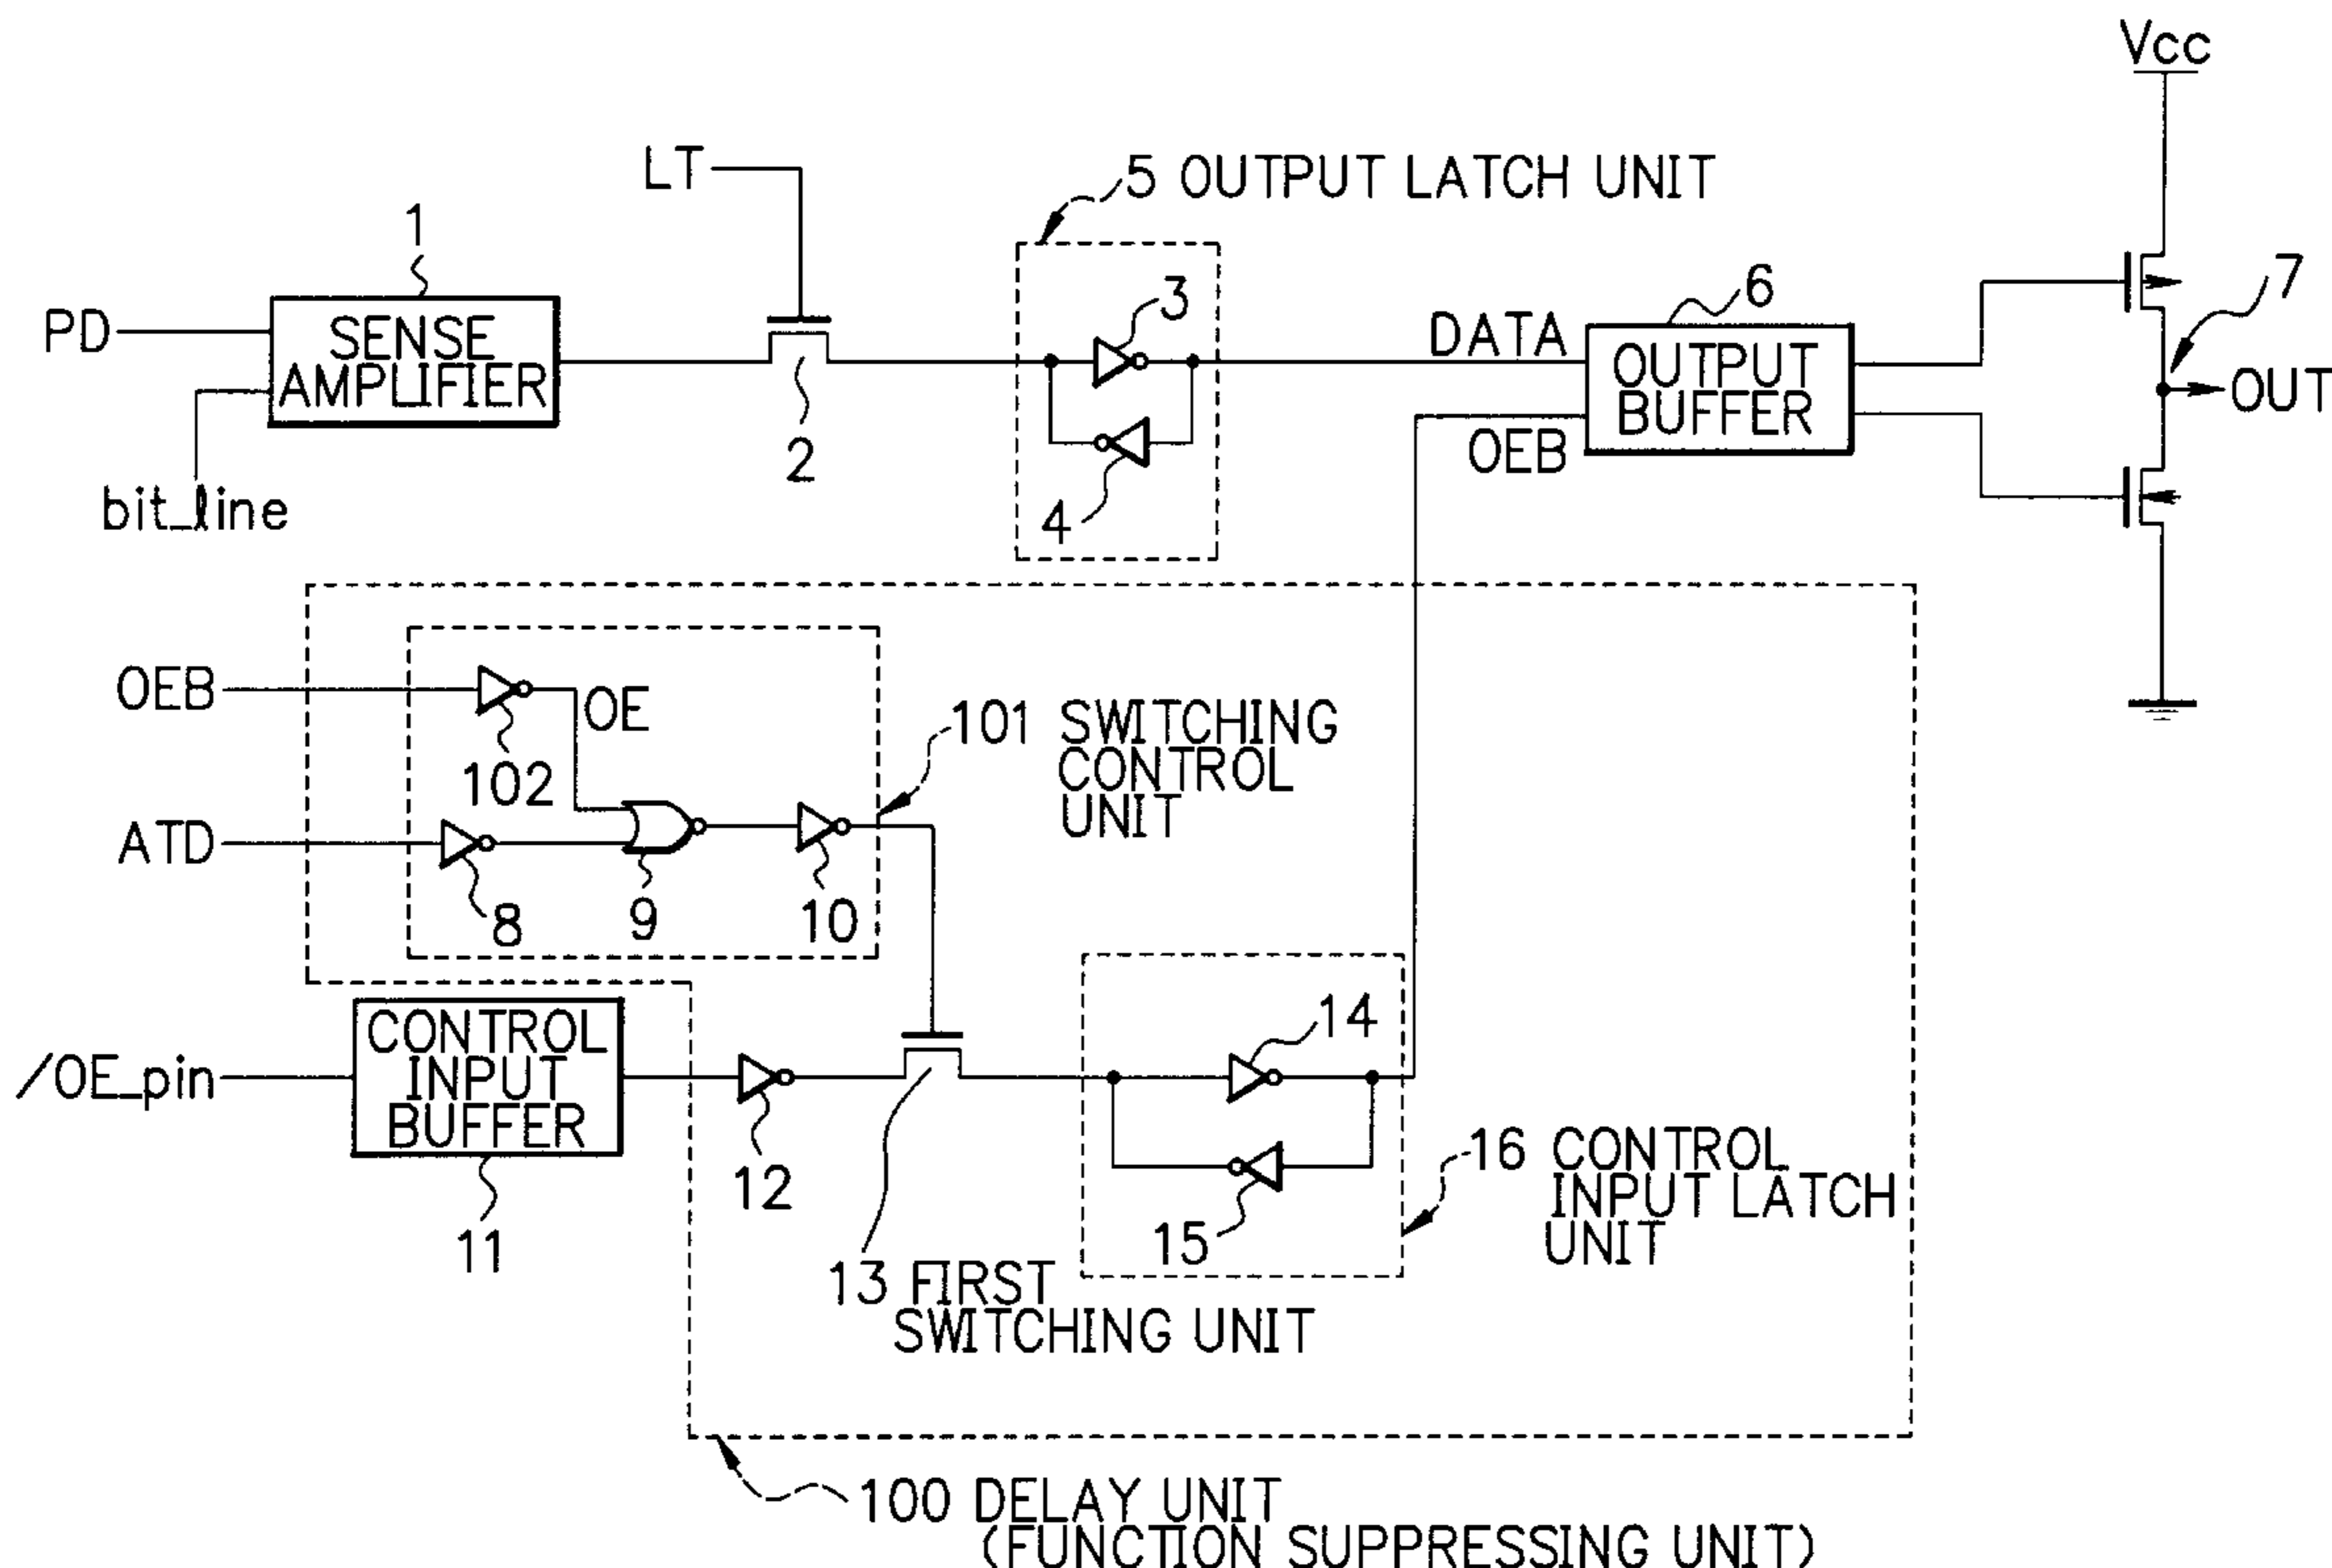 Vcc
LT
5 OUTPUT LATCH UNIT
1
PD
SENSE
AMPLIFIER
bit_line
2
3
4
DATA
OEB
6
OUTPUT
BUFFER
7
OUT
OEB
102
OE
ATD
8
9
10
101 SWITCHING
CONTROL
UNIT
/OE_pin
CONTROL
INPUT
BUFFER
11
12
13 FIRST
SWITCHING UNIT
14
15
16 CONTROL
INPUT LATCH
UNIT
100 DELAY UNIT
(FUNCTION SUPPRESSING UNIT)